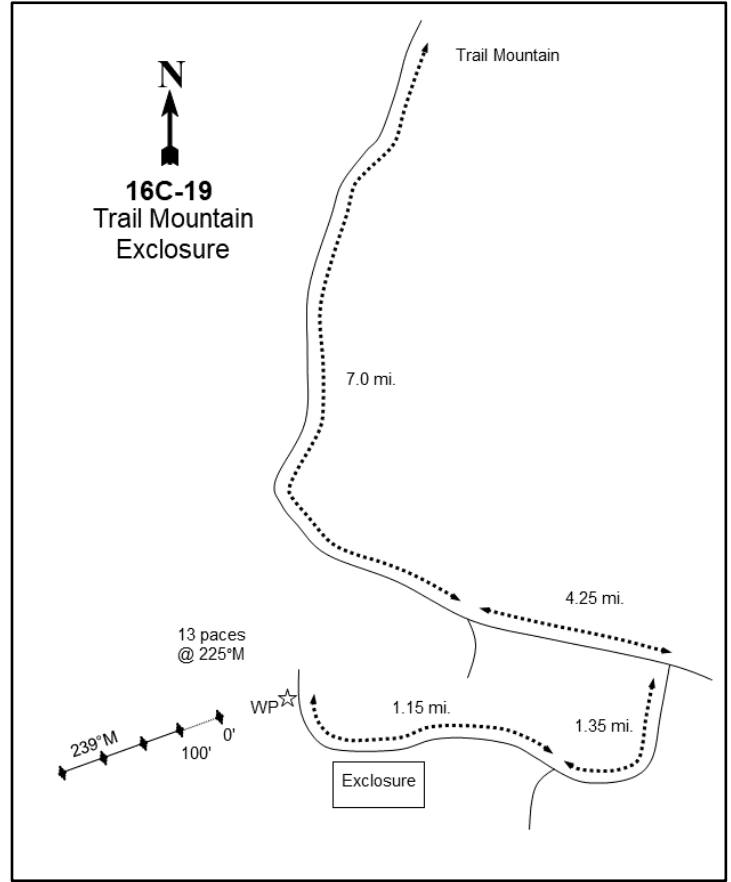 Trail Mountain
N
16C-19
Trail Mountain
Exclosure
7.0 mi.
4.25 mi.
13 paces
@ 225°M
WP
1.15 mi.
1.35 mi.
239°M
0'
100'
Exclosure